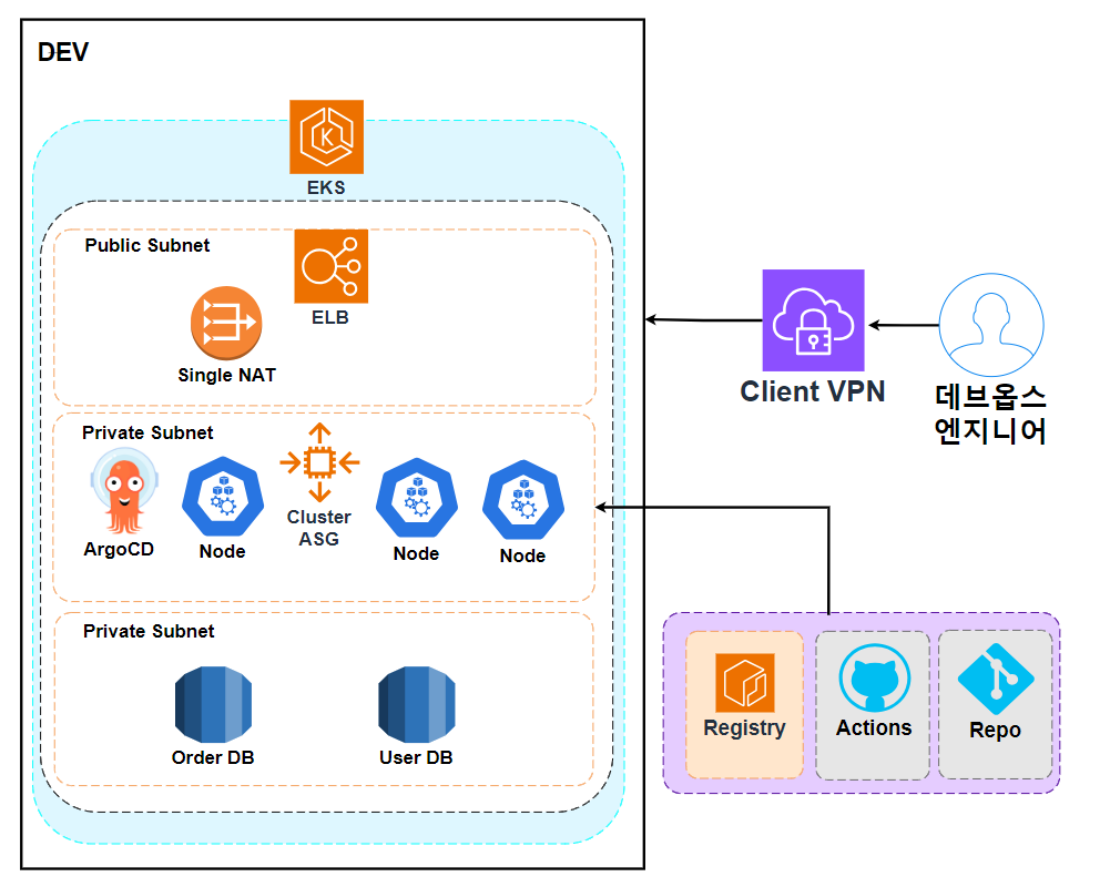 DEV
EKS
Public Subnet
ELB
Single NAT
Client VPN
데브옵스
엔지니어
Private Subnet
ArgoCD
Node
Cluster
ASG
Node
Node
Private Subnet
Order DB
User DB
Registry
Actions
Repo